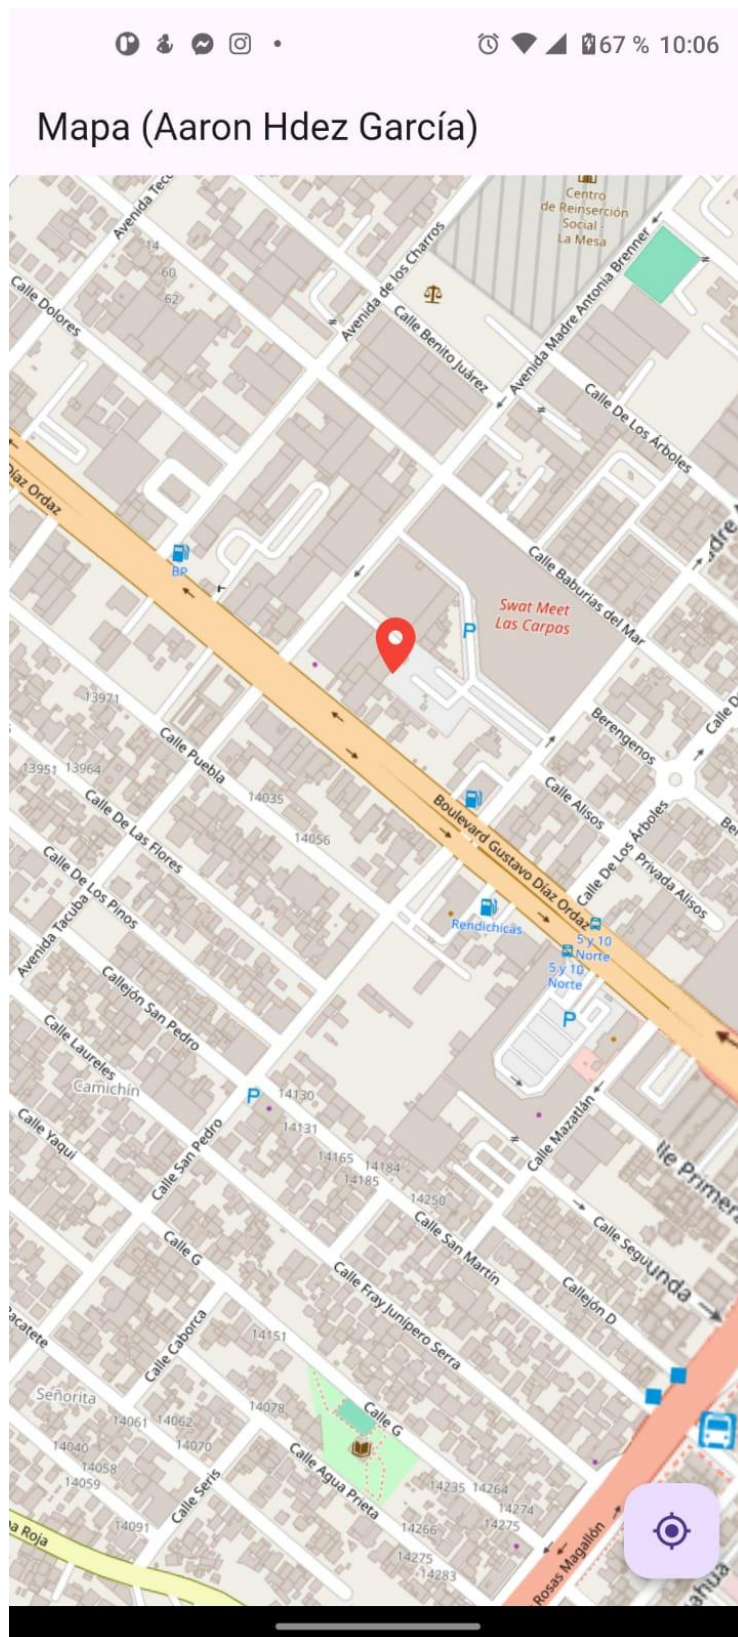 67 % 10:06
Mapa (Aaron Hdez García)
Centro
de Reinserción
Social -
La Mesa
14
60
62
Calle Dolores
Avenida de los Charros
Calle Benito Juárez
Avenida Madre Antonia Brenner
Calle De Los Árboles
Díaz Ordaz
BP
Calle Baburias del Mar
Swat Meet
Las Carpas
P
13971
Calle Puebla
Berengenos
13951 13964
14035
Calle De Las Flores
14056
Calle Alisos
Boulevard Gustavo Díaz Ordaz
Calle De Los Árboles
Privada Alisos
Calle De Los Pinos
Avenida Tacuba
Rendichicas
5 y 10
Norte
5 y 10
Norte
P
Callejón San Pedro
Calle Laureles
Camichín
P
14130
14131
Calle Yaqui
Calle San Pedro
14165
14184
14185
14250
Calle Mazatlán
lle Primera
Calle San Martín
Calle Segunda
Calle G
Calle Fray Junipero Serra
Callejón D
Calle Caborca
14151
Señorita
14061 14062
14078
Calle G
14040
14070
14058
14059
Calle Agua Prieta
Calle Seris
14235 14264
14274
14266
14275
14091
14275
14283
a Roja
Rosas Magallón